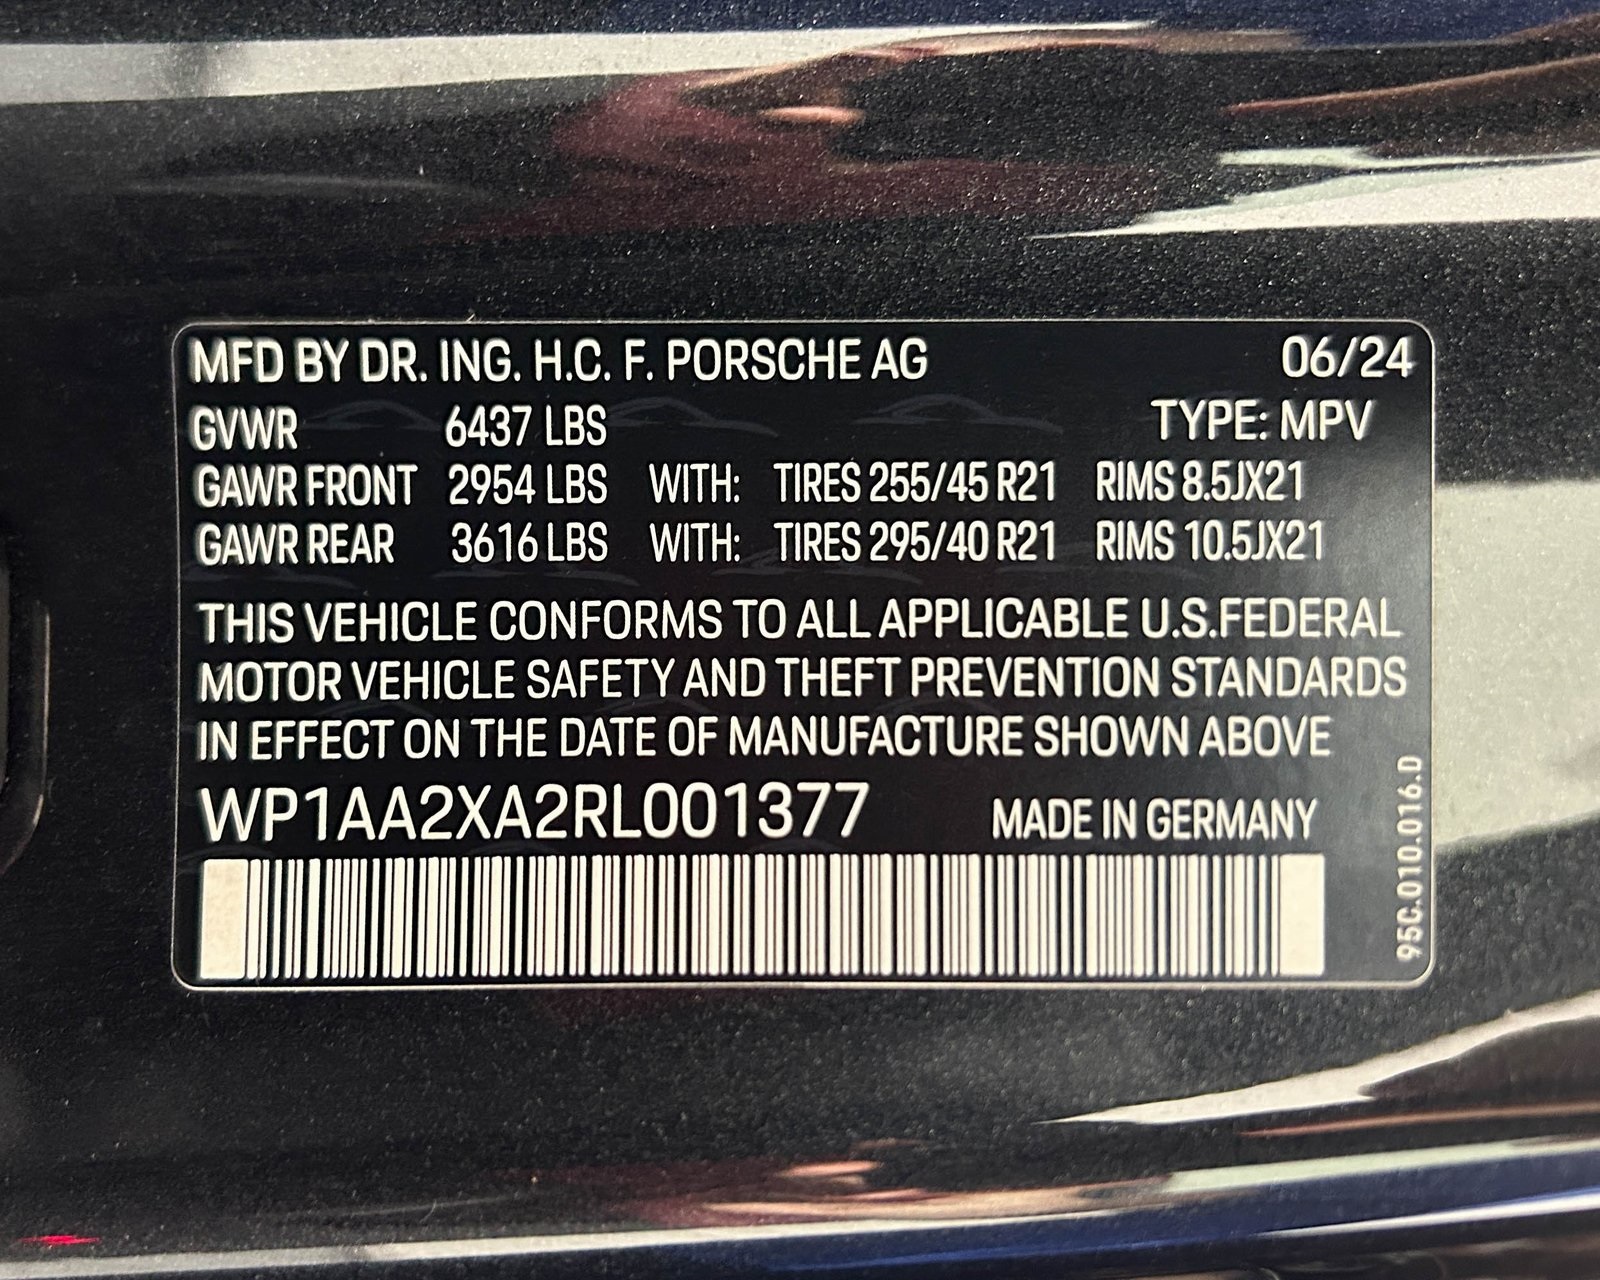 MFD BY DR. ING. H.C. F. PORSCHE AG 06/24
GVWR 6437 LBS TYPE: MPV
GAWR FRONT 2954 LBS WITH: TIRES 255/45 R21 RIMS 8.5JX21
GAWR REAR 3616 LBS WITH: TIRES 295/40 R21 RIMS 10.5JX21
THIS VEHICLE CONFORMS TO ALL APPLICABLE U.S.FEDERAL
MOTOR VEHICLE SAFETY AND THEFT PREVENTION STANDARDS
IN EFFECT ON THE DATE OF MANUFACTURE SHOWN ABOVE
WP1AA2XA2RL001377 MADE IN GERMANY
95C.010.016.D